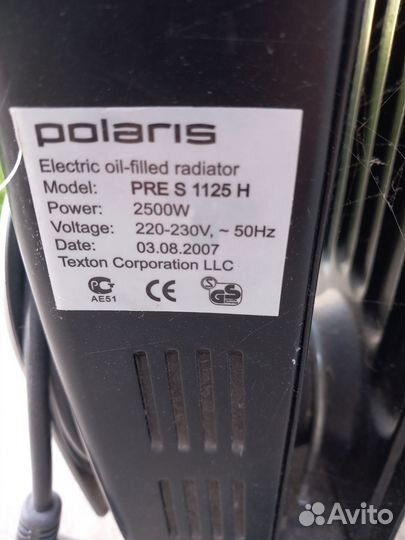 polaris
Electric oil-filled radiator
Model: PRE S 1125 H
Power: 2500W
Voltage: 220-230V, ~ 50Hz
Date: 03.08.2007
Texton Corporation LLC
АЕ51 CE GS
Avito